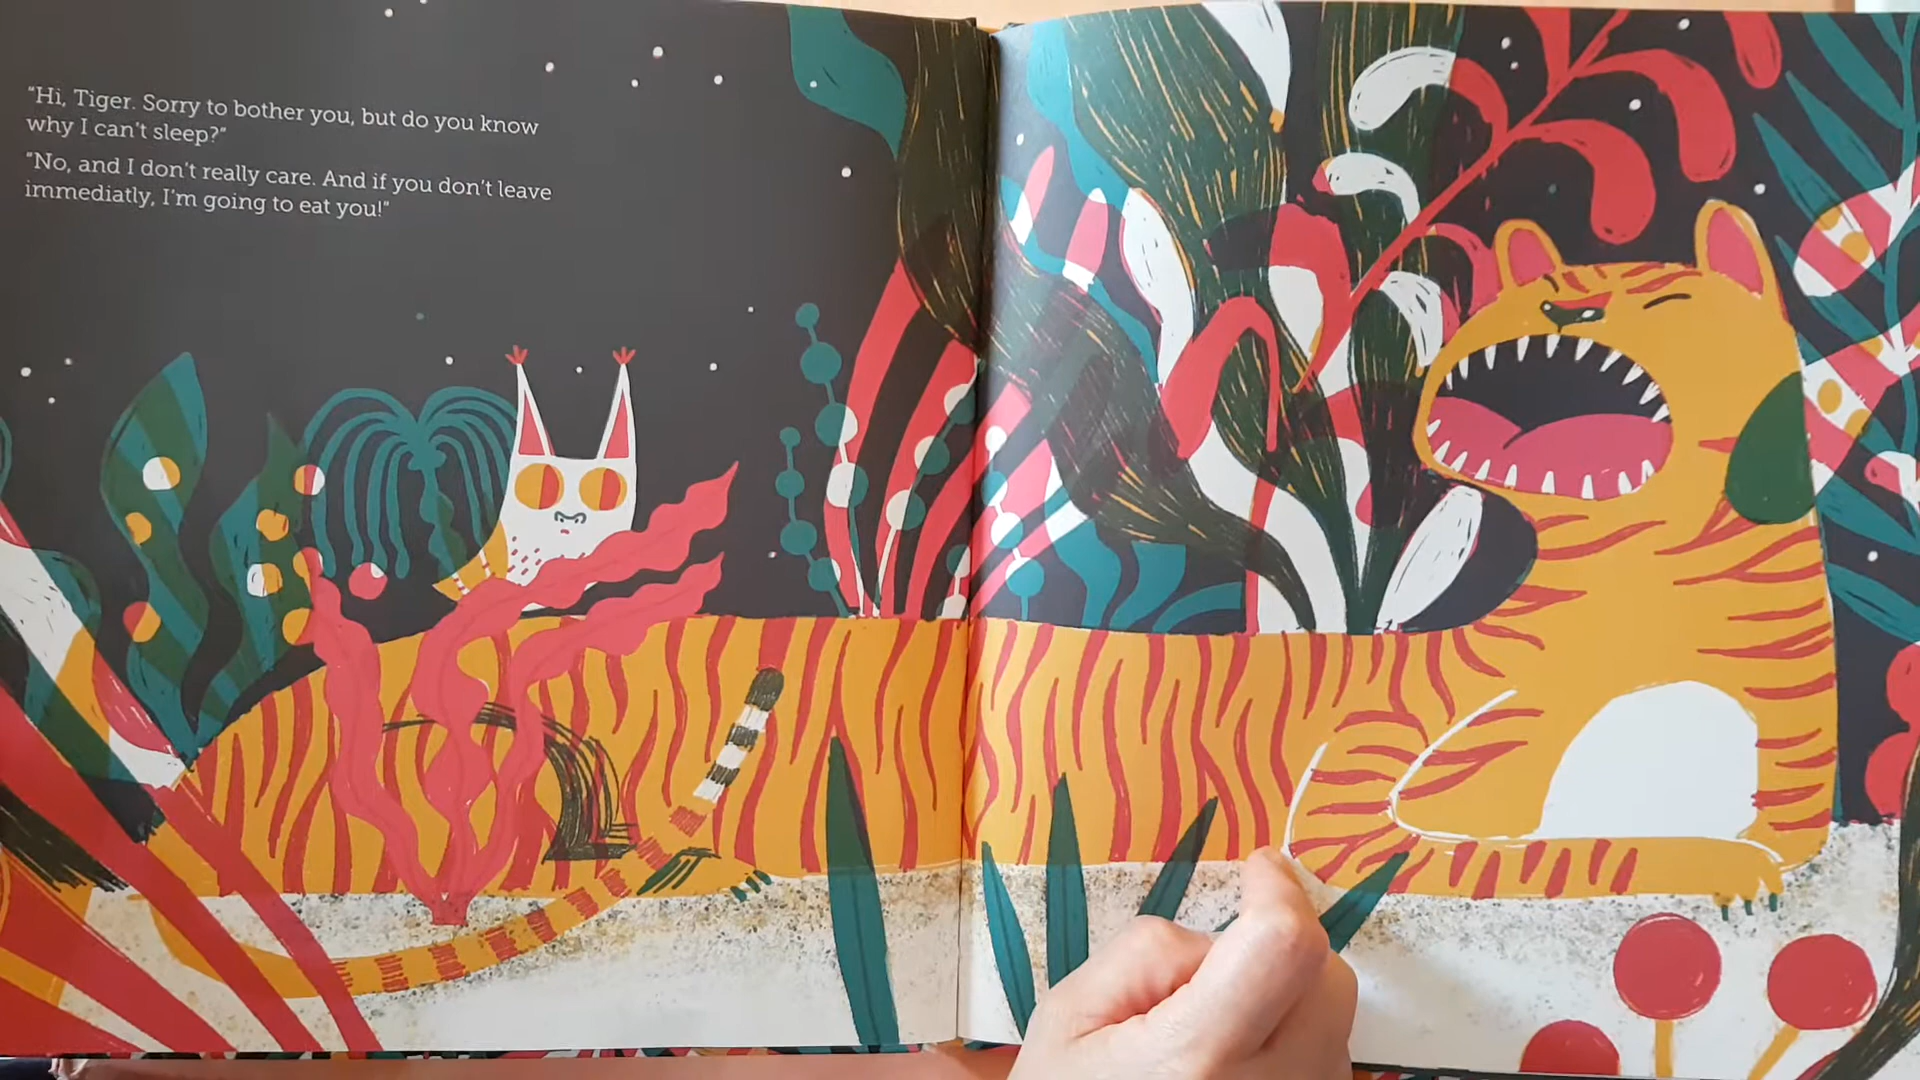 “Hi, Tiger. Sorry to bother you, but do you know
why I can't sleep?”
“No, and I don't really care. And if you don't leave
immediatly, I'm going to eat you!”